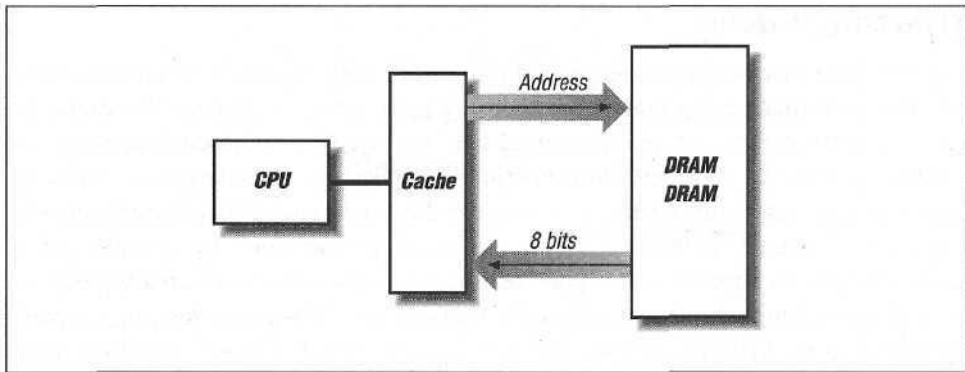 Address
CPU
Cache
DRAM
DRAM
8 bits